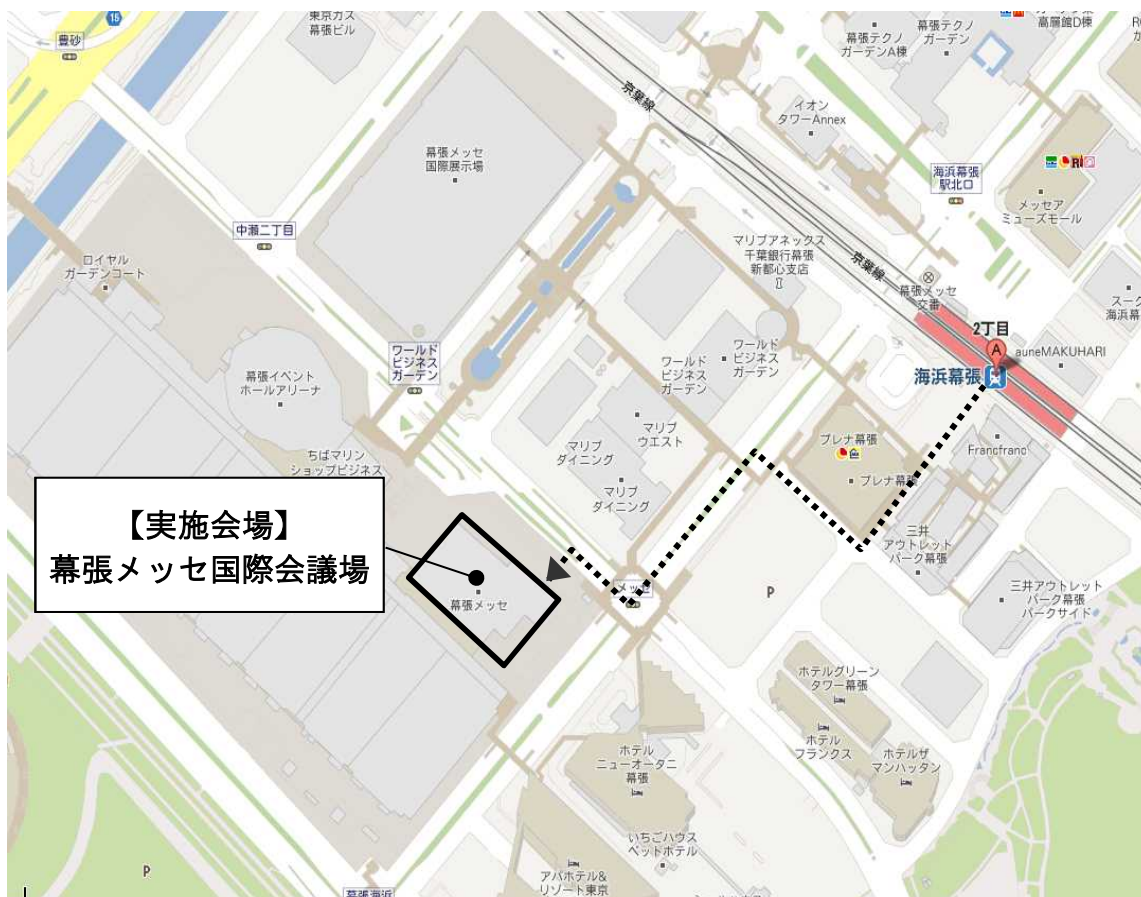 東京ガス
幕張ビル
15
豊砂
幕張テクノ
ガーデンA棟
幕張テクノ
ガーデン
高層館D棟
京葉線
イオン
タワーAnnex
幕張メッセ
国際展示場
海浜幕張
駅北口
メッセア
ミューズモール
中瀬二丁目
ロイヤル
ガーデンコート
マリブアネックス
千葉銀行幕張
新都心支店
京葉線
幕張メッセ
交番
スーク
海浜幕
2丁目
A
auneMAKUHARI
海浜幕張
ワールド
ビジネス
ガーデン
ワールド
ビジネス
ガーデン
ワールド
ビジネス
ガーデン
幕張イベント
ホールアリーナ
マリブ
ウエスト
マリブ
ダイニング
プレナ幕張
プレナ幕張
Francfranc
ちばマリン
ショップビジネス
マリブ
ダイニング
三井
アウトレット
パーク幕張
【実施会場】
幕張メッセ国際会議場
幕張メッセ
メッセ
P
三井アウトレット
パーク幕張
パークサイド
ホテルグリーン
タワー幕張
ホテル
フランクス
ホテルザ
マンハッタン
ホテル
ニューオータニ
幕張
いちごハウス
ペットホテル
P
アパホテル&
リゾート東京
幕張海浜